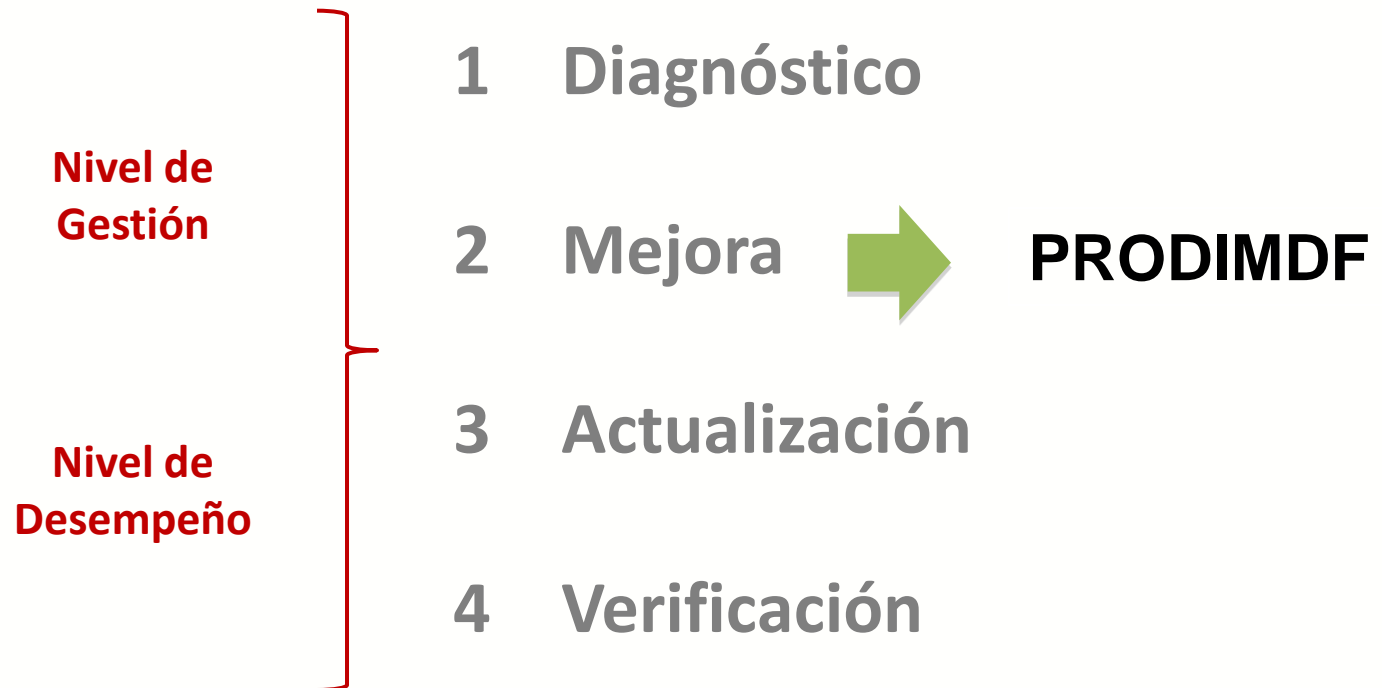 Nivel de
Gestión
Nivel de
Desempeño
1 Diagnóstico
2 Mejora
PRODIMDF
3 Actualización
4 Verificación